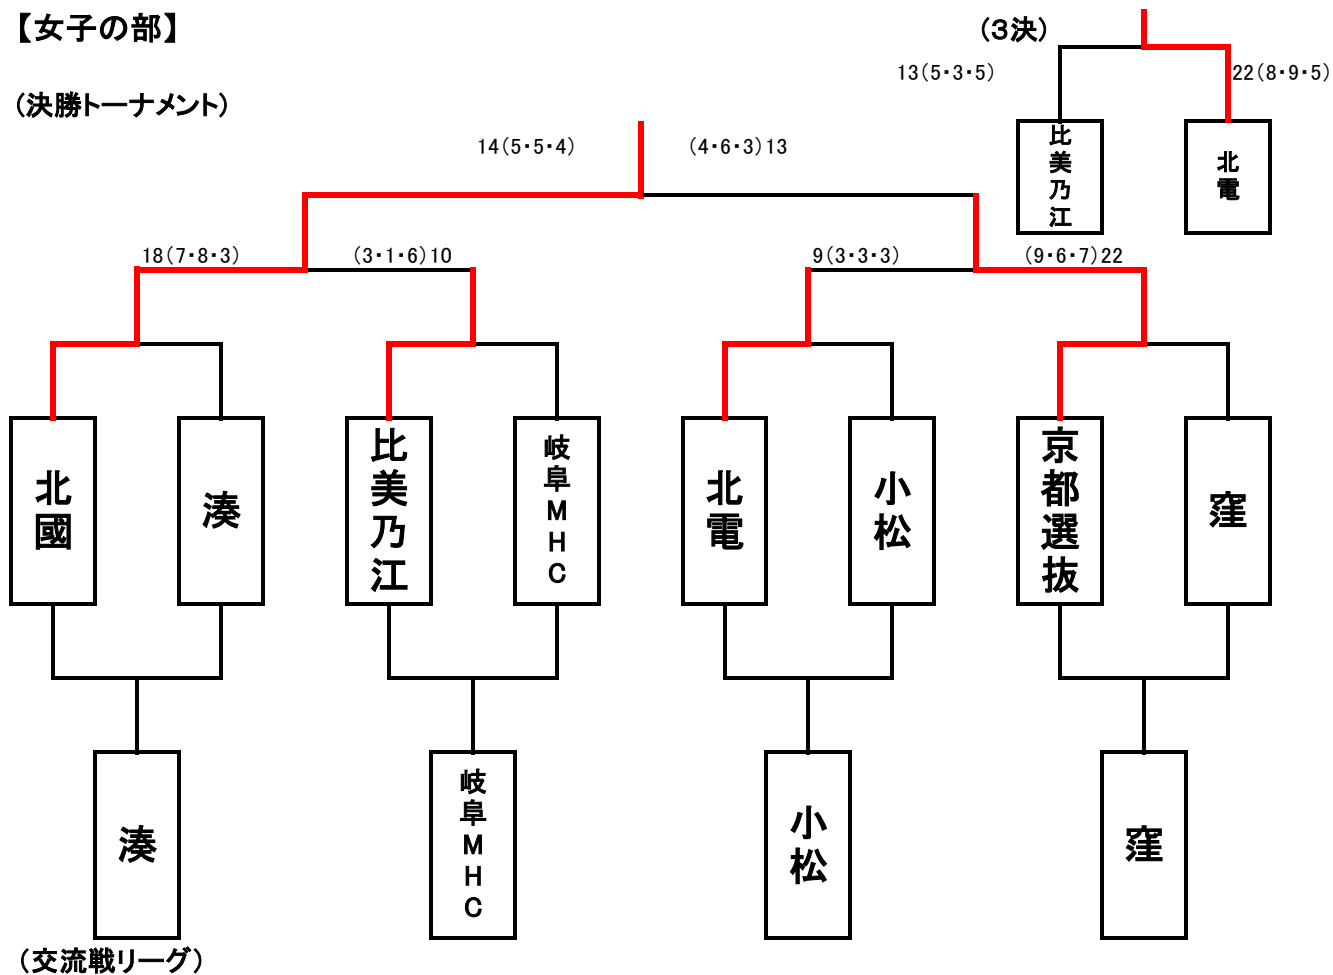 【女子の部】
(３決)
13(5・3・5)
22(8・9・5)
(決勝トーナメント)
比美乃江
北電
14(5・5・4)
(4・6・3)13
18(7・8・3)
(3・1・6)10
9(3・3・3)
(9・6・7)22
北國
湊
比美乃江
岐阜MHC
北電
小松
京都選抜
窪
湊
岐阜MHC
小松
窪
(交流戦リーグ)